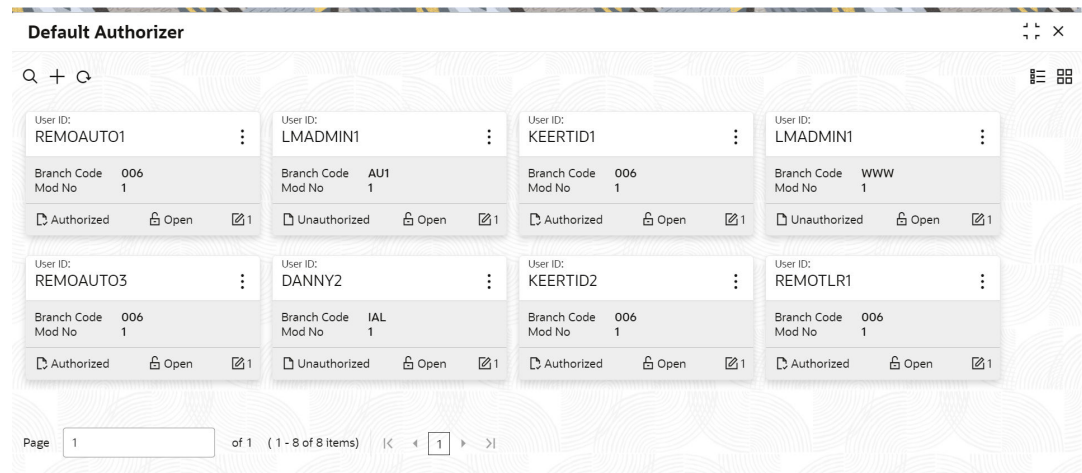 Default Authorizer
User ID:
REMOAUTO1
Branch Code 006
Mod No 1
Authorized Open 1
User ID:
LMADMIN1
Branch Code AU1
Mod No 1
Unauthorized Open 1
User ID:
KEERTID1
Branch Code 006
Mod No 1
Authorized Open 1
User ID:
LMADMIN1
Branch Code WWW
Mod No 1
Unauthorized Open 1
User ID:
REMOAUTO3
Branch Code 006
Mod No 1
Authorized Open 1
User ID:
DANNY2
Branch Code IAL
Mod No 1
Unauthorized Open 1
User ID:
KEERTID2
Branch Code 006
Mod No 1
Authorized Open 1
User ID:
REMOTLR1
Branch Code 006
Mod No 1
Authorized Open 1
Page 1 of 1 ( 1 - 8 of 8 items) 1